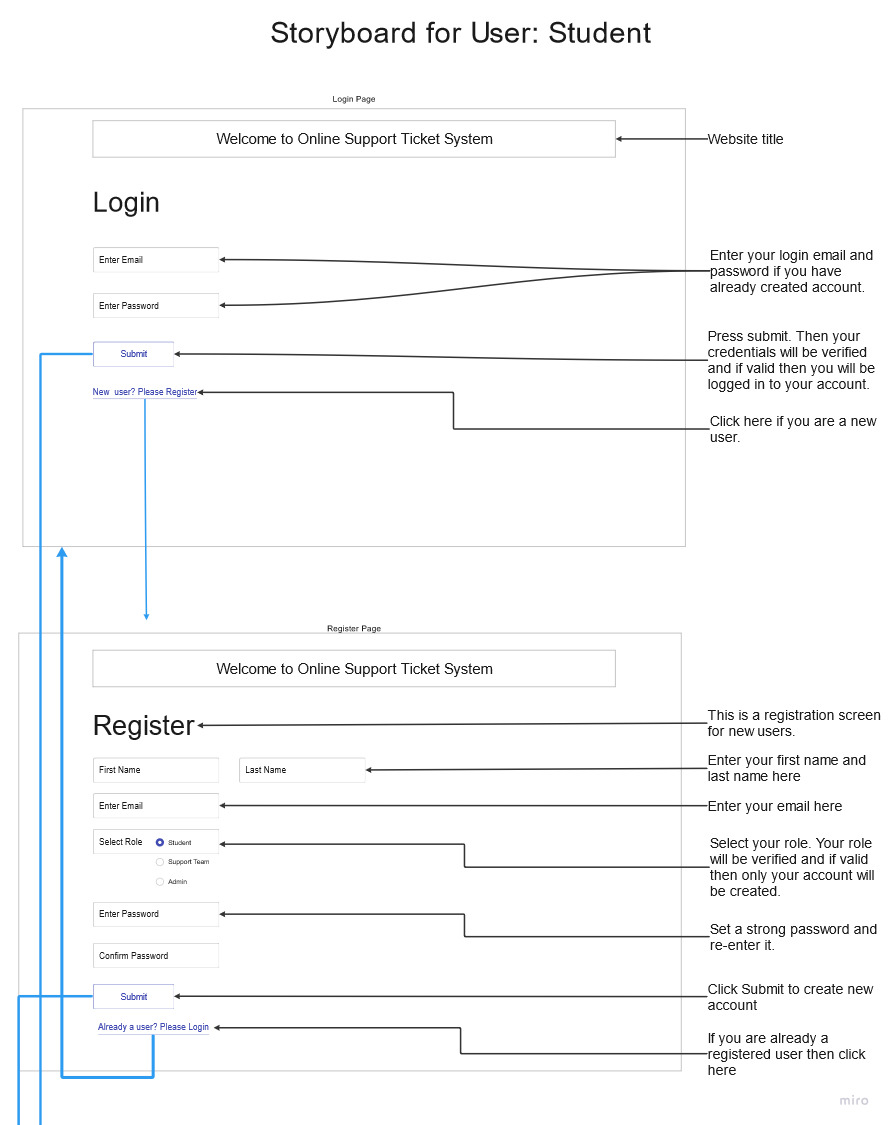 Storyboard for User: Student
Login Page
Welcome to Online Support Ticket System
Website title
Login
Enter Email
Enter your login email and
password if you have
already created account.
Enter Password
Submit
Press submit. Then your
credentials will be verified
and if valid then you will be
logged in to your account.
New user? Please Register
Click here if you are a new
user.
Register Page
Welcome to Online Support Ticket System
Register
This is a registration screen
for new users.
First Name
Last Name
Enter your first name and
last name here
Enter Email
Enter your email here
Select Role
Student
Support Team
Admin
Select your role. Your role
will be verified and if valid
then only your account will
be created.
Enter Password
Set a strong password and
re-enter it.
Confirm Password
Submit
Click Submit to create new
account
Already a user? Please Login
If you are already a
registered user then click
here
miro